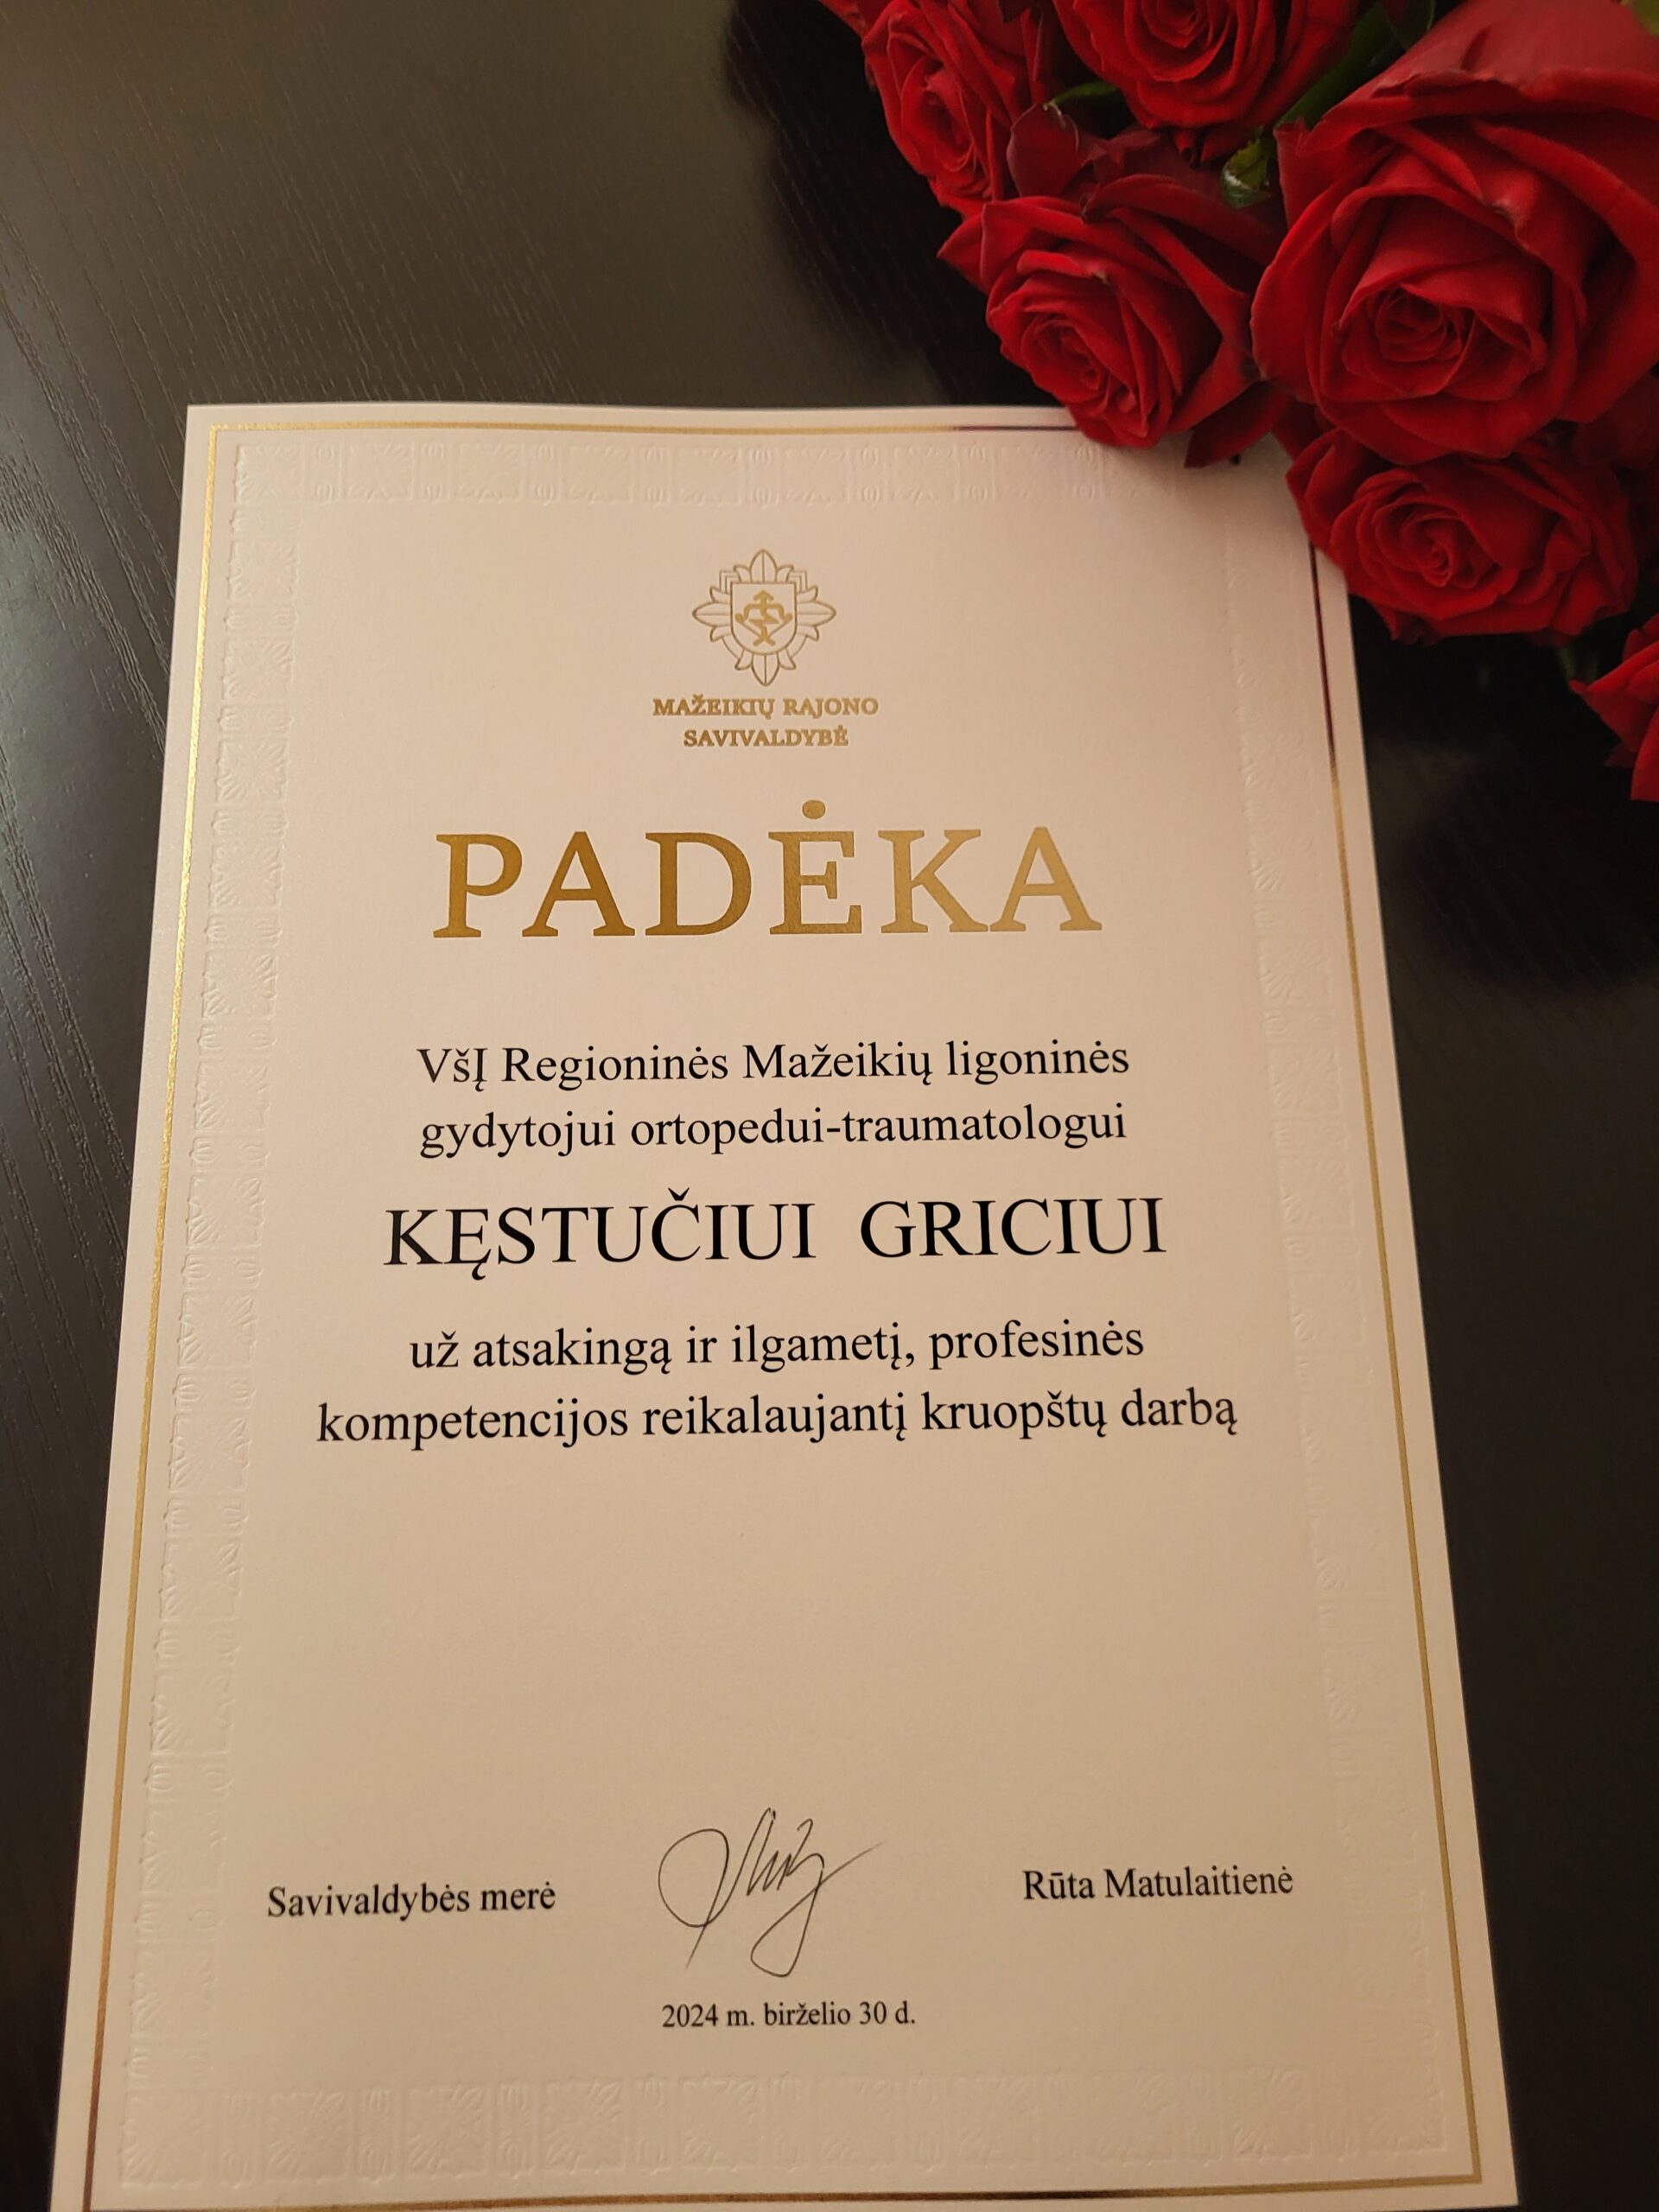 MAŽEIKIŲ RAJONO
SAVIVALDYBĖ
PADĖKA
VšĮ Regioninės Mažeikių ligoninės
gydytojui ortopedui-traumatologui
KĘSTUČIUI GRICIUI
už atsakingą ir ilgametį, profesinės
kompetencijos reikalaujantį kruopštų darbą
Savivaldybės merė Rūta Matulaitienė
2024 m. birželio 30 d.